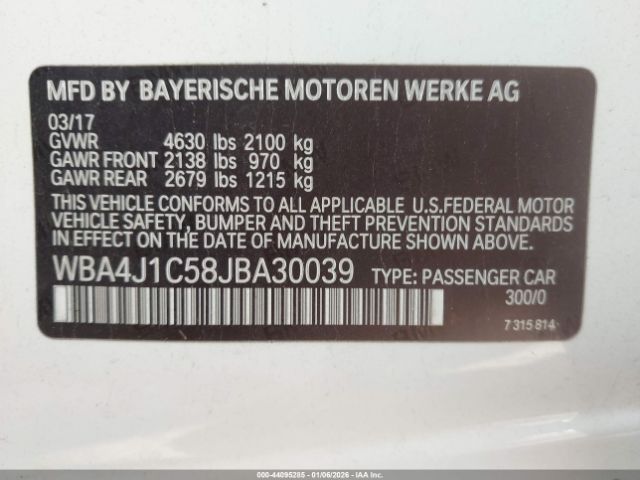 MFD BY BAYERISCHE MOTOREN WERKE AG
03/17
GVWR 4630 lbs 2100 kg
GAWR FRONT 2138 lbs 970 kg
GAWR REAR 2679 lbs 1215 kg
THIS VEHICLE CONFORMS TO ALL APPLICABLE U.S.FEDERAL MOTOR
VEHICLE SAFETY, BUMPER AND THEFT PREVENTION STANDARDS
IN EFFECT ON THE DATE OF MANUFACTURE SHOWN ABOVE.
WBA4J1C58JBA30039 TYPE: PASSENGER CAR
300/0
7 315 814
000-44095285 - 01/06/2026 - IAAI.COM